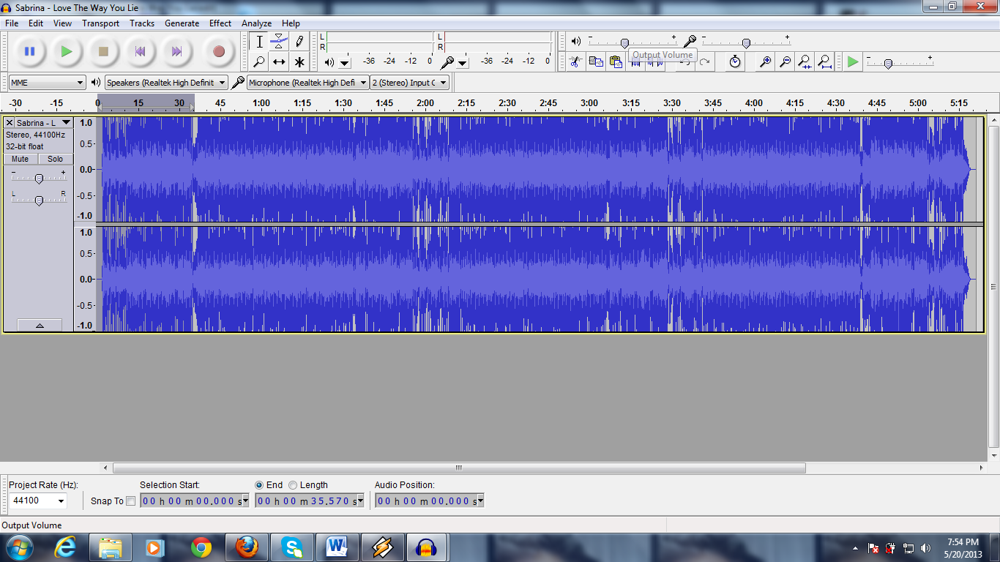 Sabrina - Love The Way You Lie
File Edit View Transport Tracks Generate Effect Analyze Help
L
R
-36 -24 -12 0
L
R
-36 -24 -12 0
- +
- +
Output Volume
- +
MME Speakers (Realtek High Definit Microphone (Realtek High Defi 2 (Stereo) Input C
-30 -15 0 15 30 45 1:00 1:15 1:30 1:45 2:00 2:15 2:30 2:45 3:00 3:15 3:30 3:45 4:00 4:15 4:30 4:45 5:00 5:15
Sabrina - L
Stereo, 44100Hz
32-bit float
Mute Solo
- +
L R
1.0
0.5
0.0
-0.5
-1.0
1.0
0.5
0.0
-0.5
-1.0
Project Rate (Hz): Selection Start: End Length Audio Position:
44100 Snap To 00 h 00 m 00.000 s 00 h 00 m 35.570 s 00 h 00 m 00.000 s
Output Volume
7:54 PM
5/20/2013